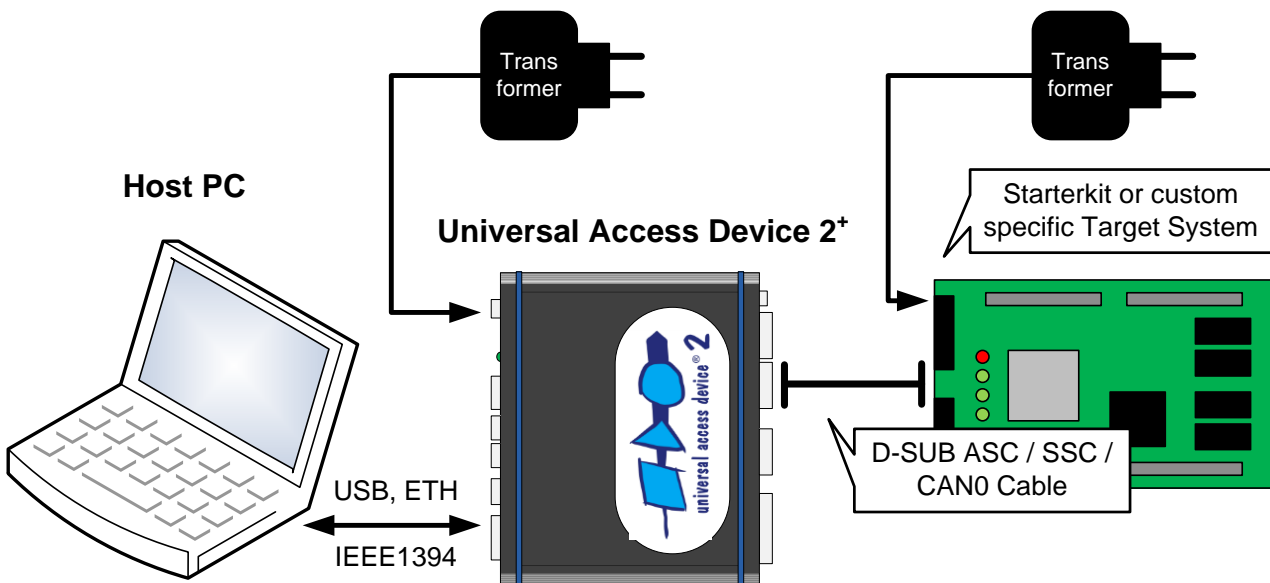 Trans
former
Trans
former
Host PC
Starterkit or custom
specific Target System
Universal Access Device 2+
universal access device® 2
D-SUB ASC / SSC /
CAN0 Cable
USB, ETH
IEEE1394